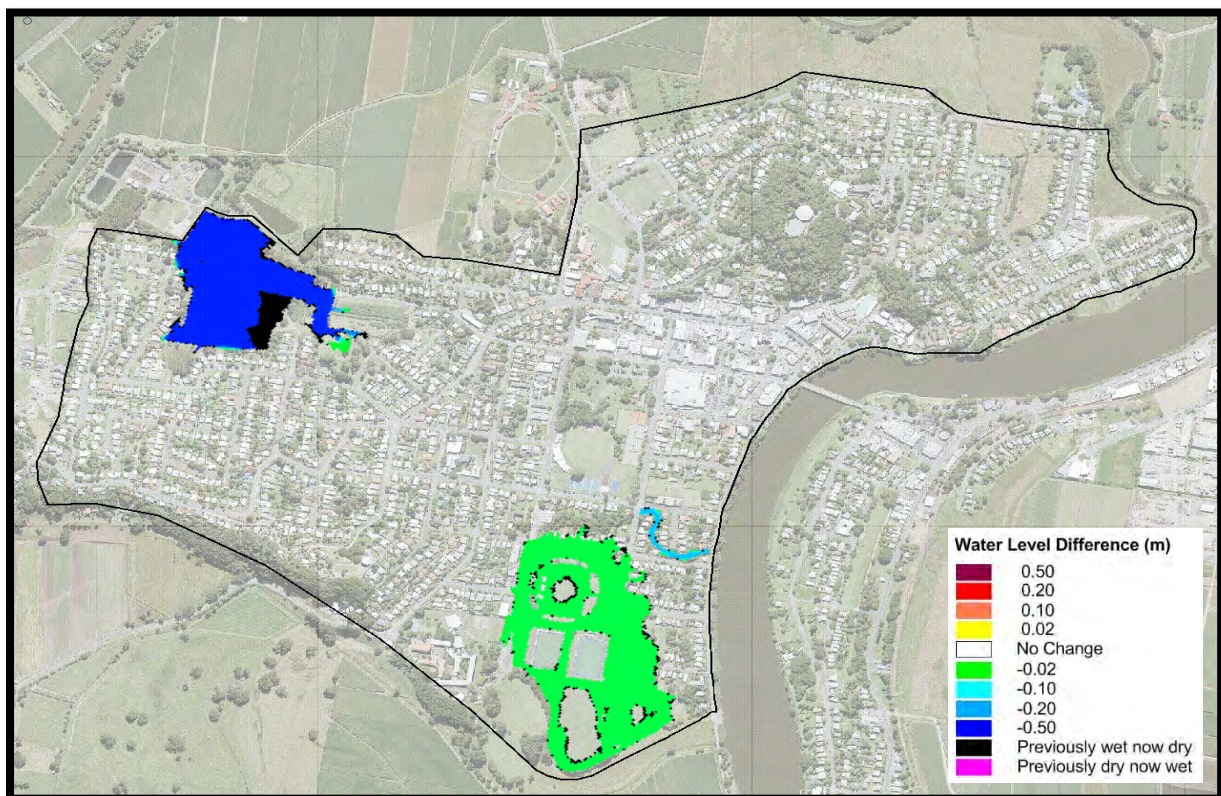 Water Level Difference (m)
0.50
0.20
0.10
0.02
No Change
-0.02
-0.10
-0.20
-0.50
Previously wet now dry
Previously dry now wet